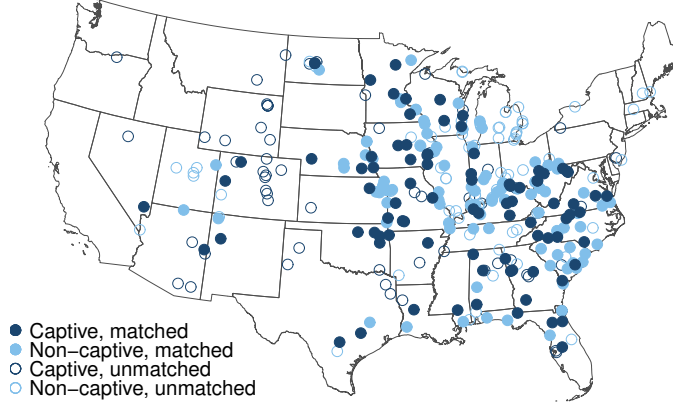 Captive, matched
Non−captive, matched
Captive, unmatched
Non−captive, unmatched